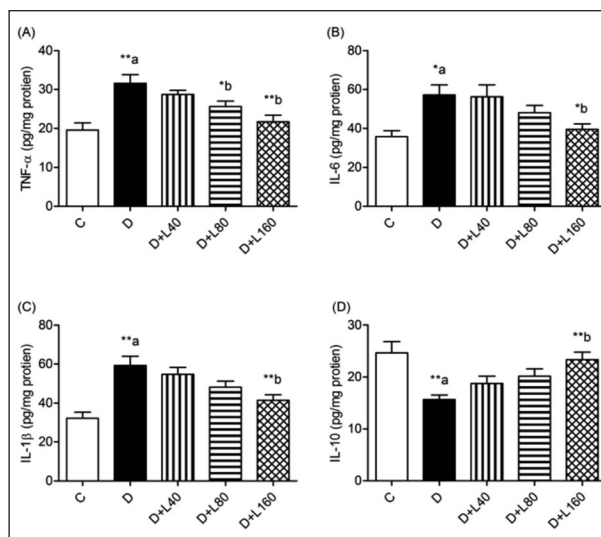 (A)
TNF-α (pg/mg protien)
40
30
20
10
0
**a
*b
**b
C
D
D+L40
D+L80
D+L160
(B)
IL-6 (pg/mg protien)
80
60
40
20
0
*a
*b
C
D
D+L40
D+L80
D+L160
(C)
IL-1β (pg/mg protien)
80
60
40
20
0
**a
**b
C
D
D+L40
D+L80
D+L160
(D)
IL-10 (pg/mg protien)
30
20
10
0
**a
**b
C
D
D+L40
D+L80
D+L160